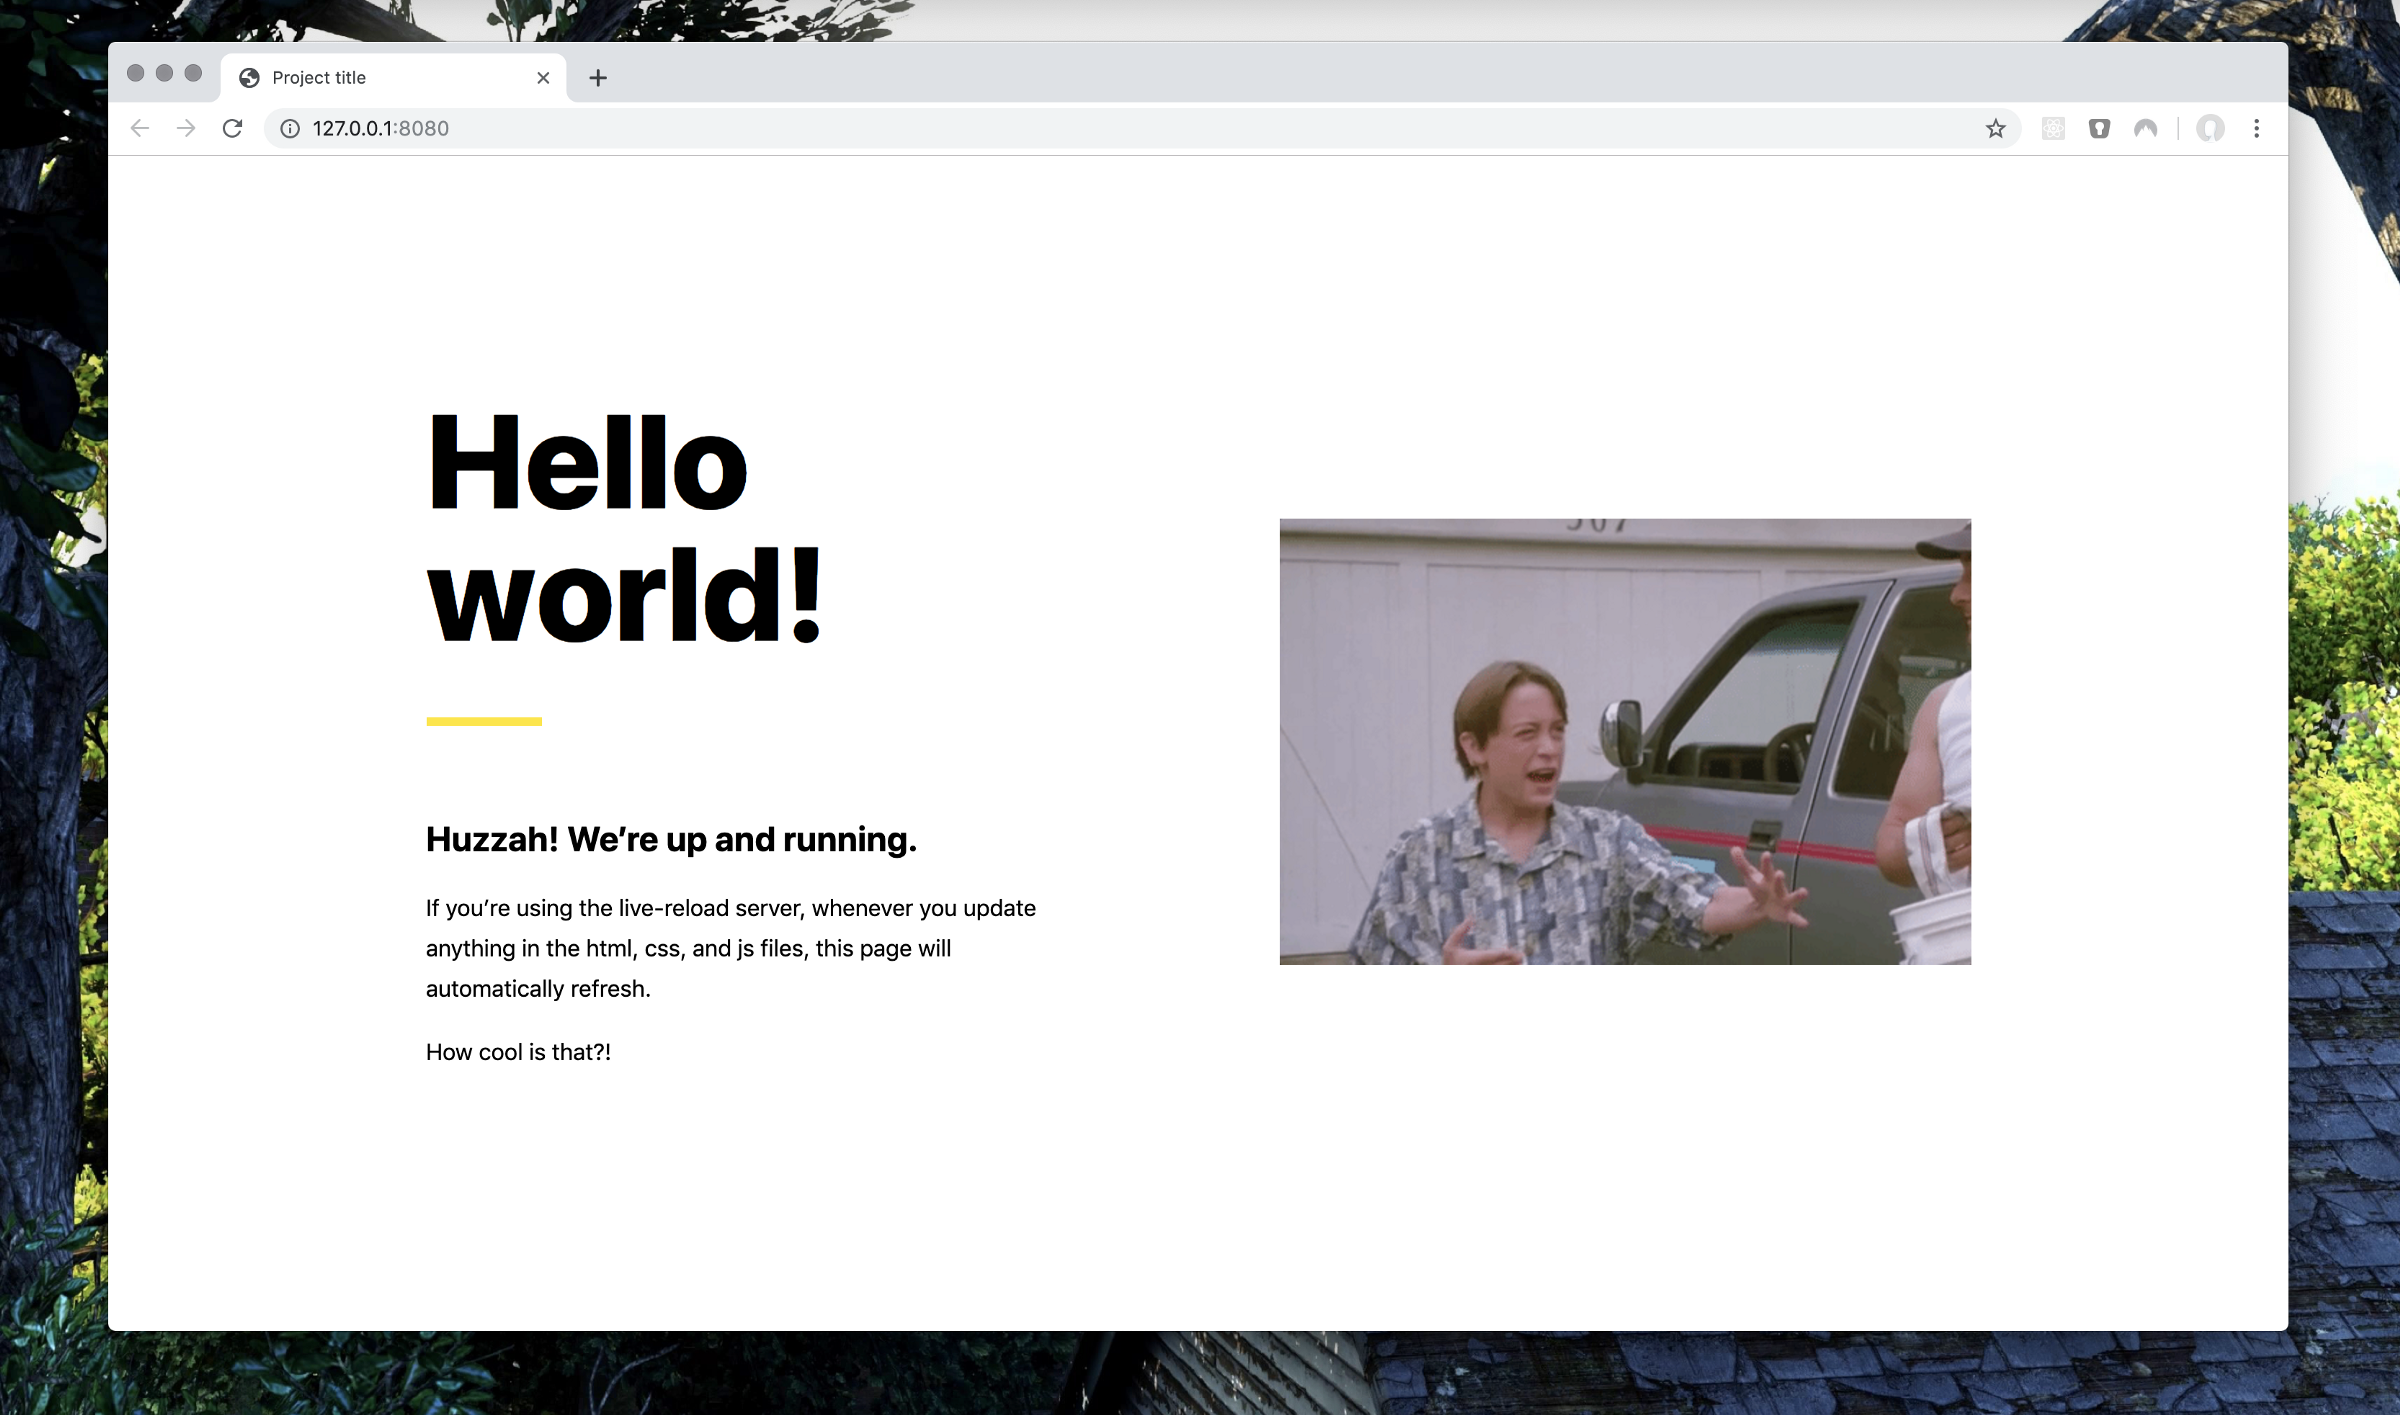 Project title
127.0.0.1:8080
Hello
world!
Huzzah! We’re up and running.
If you’re using the live-reload server, whenever you update
anything in the html, css, and js files, this page will
automatically refresh.
How cool is that?!